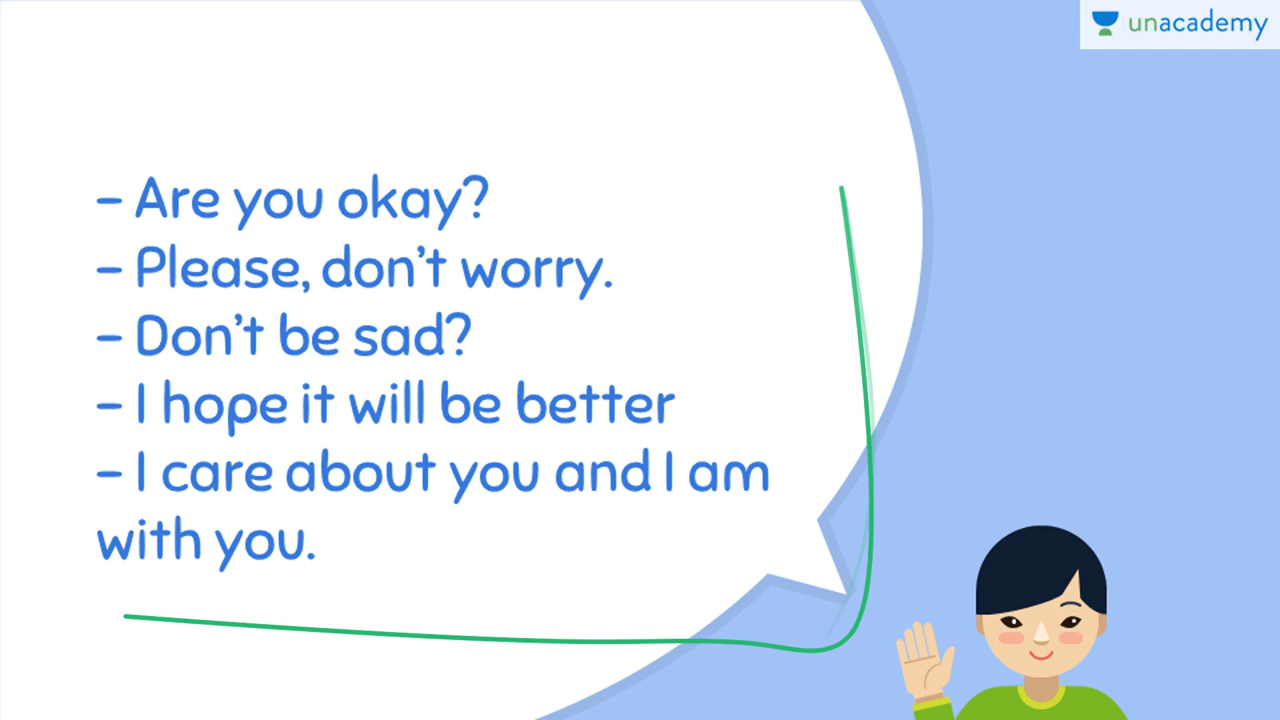 unacademy
– Are you okay?
– Please, don't worry.
– Don't be sad?
– I hope it will be better
– I care about you and I am
with you.